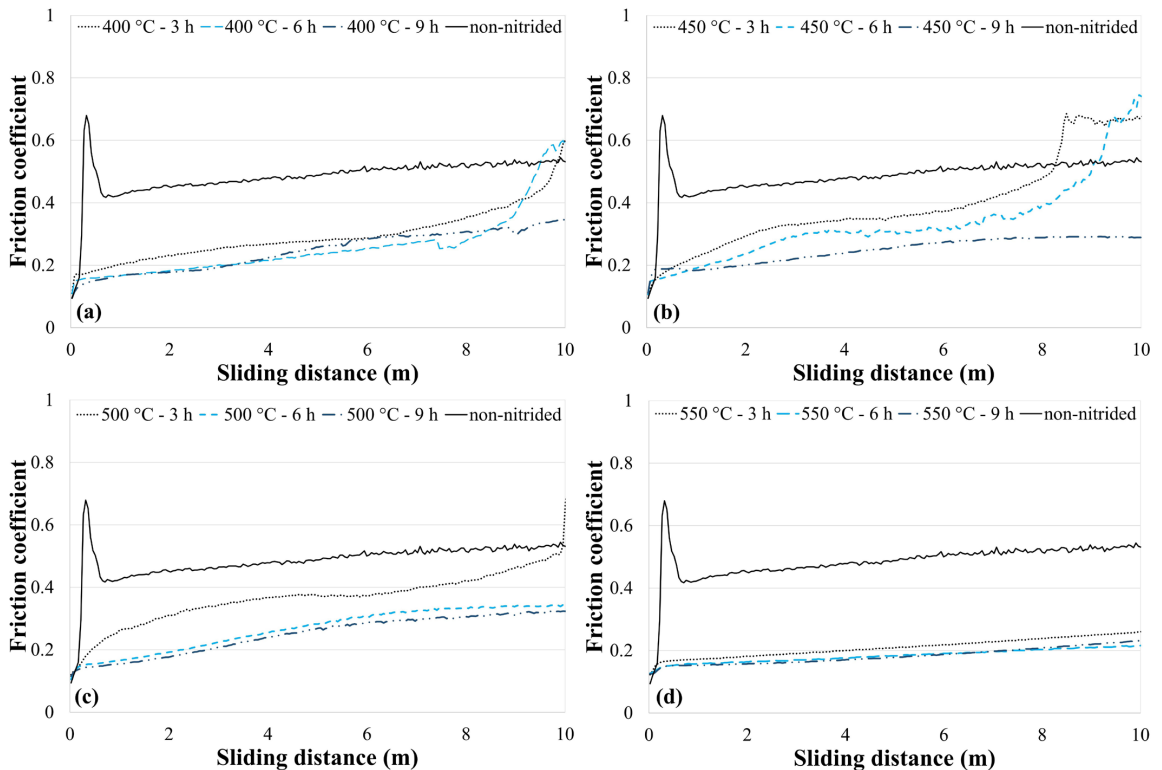 400 °C - 3 h 400 °C - 6 h 400 °C - 9 h non-nitrided
Friction coefficient
1
0.8
0.6
0.4
0.2
0
(a)
0 2 4 6 8 10
Sliding distance (m)
450 °C - 3 h 450 °C - 6 h 450 °C - 9 h non-nitrided
Friction coefficient
1
0.8
0.6
0.4
0.2
0
(b)
0 2 4 6 8 10
Sliding distance (m)
500 °C - 3 h 500 °C - 6 h 500 °C - 9 h non-nitrided
Friction coefficient
1
0.8
0.6
0.4
0.2
0
(c)
0 2 4 6 8 10
Sliding distance (m)
550 °C - 3 h 550 °C - 6 h 550 °C - 9 h non-nitrided
Friction coefficient
1
0.8
0.6
0.4
0.2
0
(d)
0 2 4 6 8 10
Sliding distance (m)